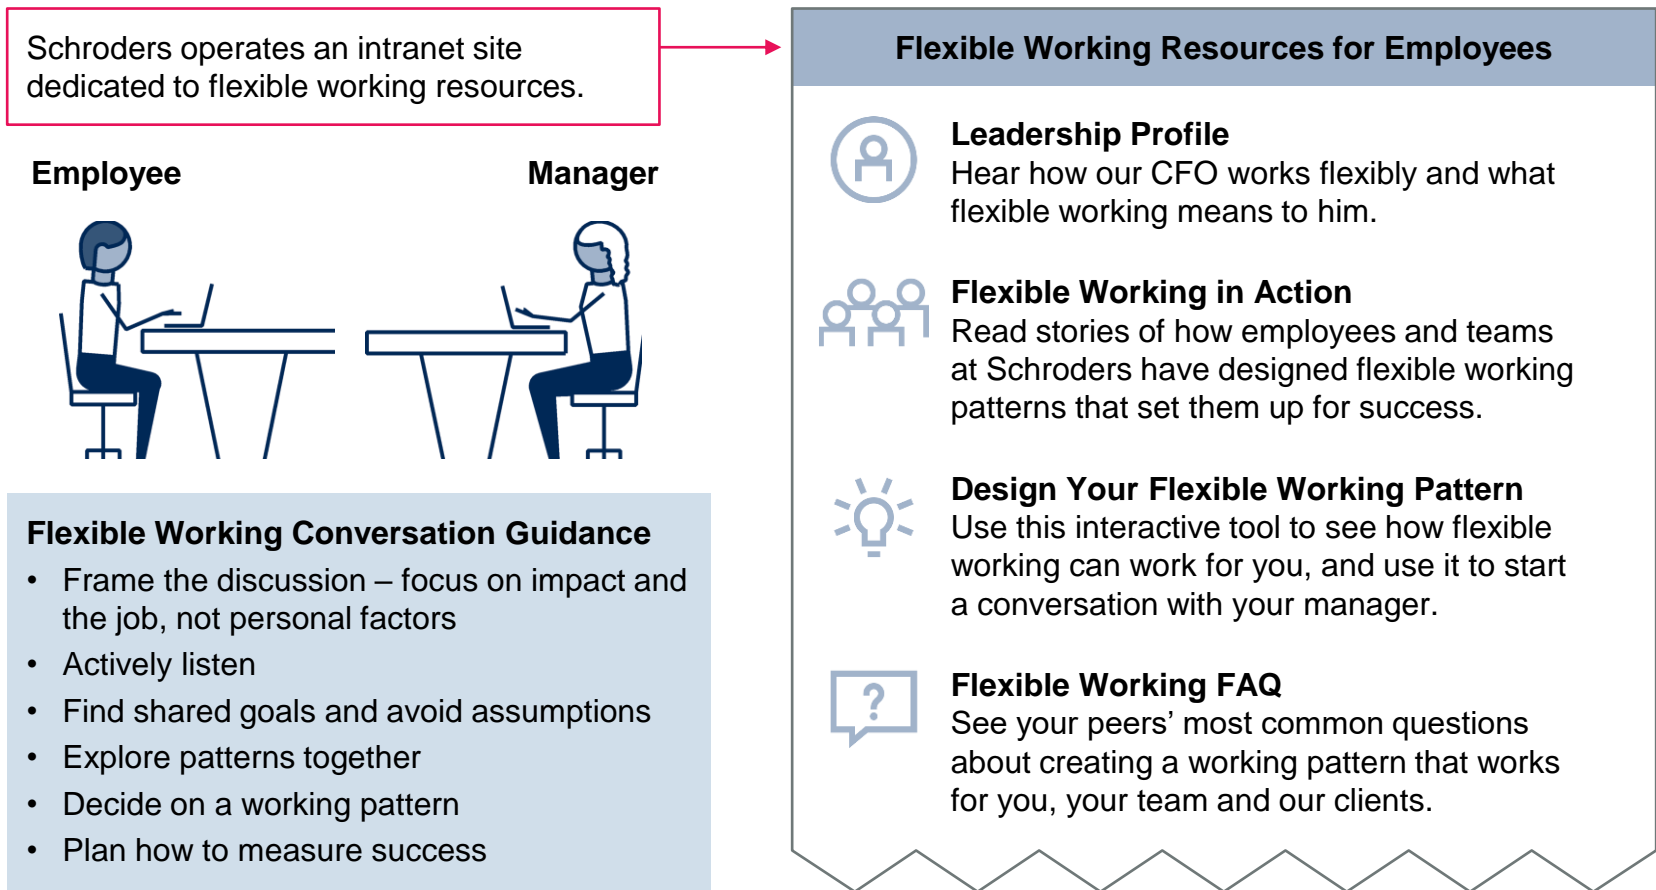 Schroders operates an intranet site
dedicated to flexible working resources.
Employee
Manager
Flexible Working Conversation Guidance
• Frame the discussion – focus on impact and
the job, not personal factors
• Actively listen
• Find shared goals and avoid assumptions
• Explore patterns together
• Decide on a working pattern
• Plan how to measure success
Flexible Working Resources for Employees
Leadership Profile
Hear how our CFO works flexibly and what
flexible working means to him.
Flexible Working in Action
Read stories of how employees and teams
at Schroders have designed flexible working
patterns that set them up for success.
Design Your Flexible Working Pattern
Use this interactive tool to see how flexible
working can work for you, and use it to start
a conversation with your manager.
?
Flexible Working FAQ
See your peers’ most common questions
about creating a working pattern that works
for you, your team and our clients.